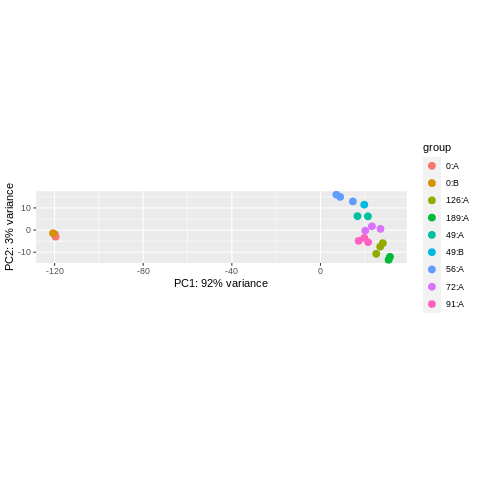 group
0:A
0:B
126:A
189:A
49:A
49:B
56:A
72:A
91:A
10
0
-10
PC2: 3% variance
-120
-80
-40
0
PC1: 92% variance